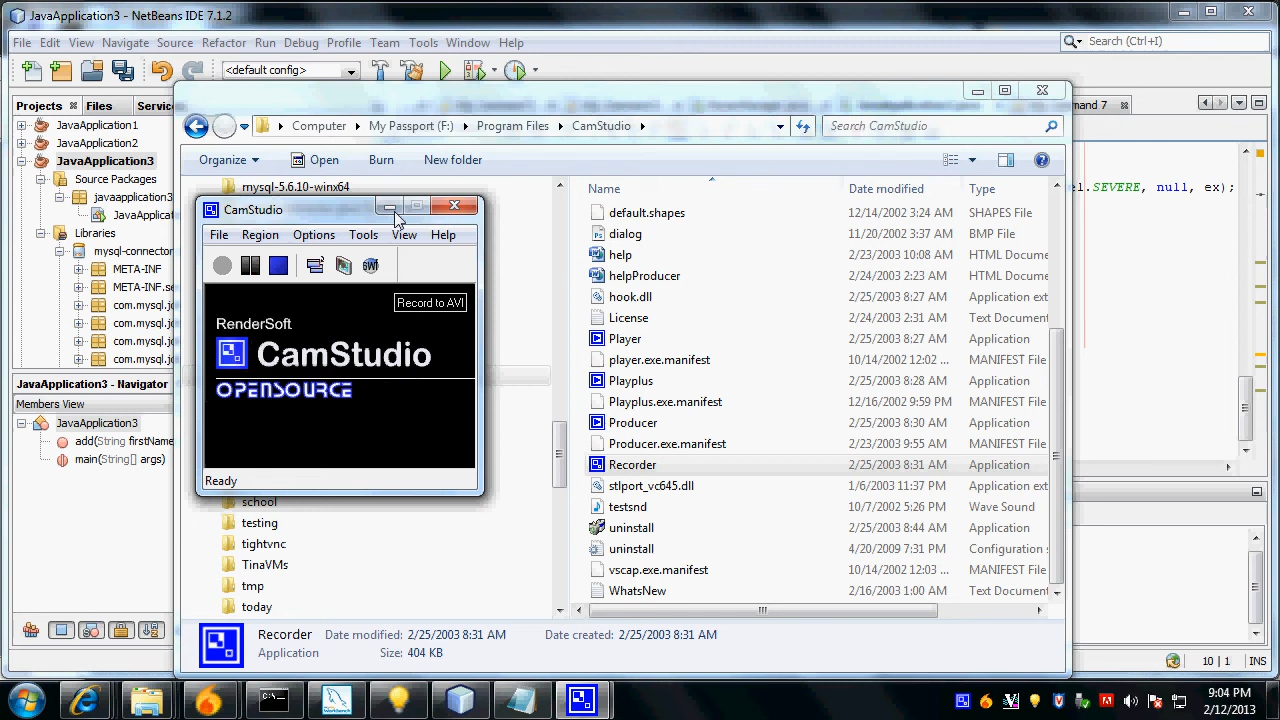 JavaApplication3 - NetBeans IDE 7.1.2
File Edit View Navigate Source Refactor Run Debug Profile Team Tools Window Help
Search (Ctrl+I)
<default config>
Projects Files Servic
mmand 7
JavaApplication1
JavaApplication2
JavaApplication3
Source Packages
javaapplicatio
JavaApplicat
Libraries
mysql-connector
META-INF
META-INF.se
com.mysql.jo
com.mysql.jo
com.mysql.jo
com.mysql.jo
el.SEVERE, null, ex);
JavaApplication3 - Navigator
Members View
JavaApplication3
add(String firstName
main(String[] args)
Computer My Passport (F:) Program Files CamStudio
Search CamStudio
Organize Open Burn New folder
mysql-5.6.10-winx64
school
testing
tightvnc
TinaVMs
tmp
today
Name Date modified Type
default.shapes 12/14/2002 3:24 AM SHAPES File
dialog 11/20/2002 3:37 AM BMP File
help 2/23/2003 10:08 AM HTML Docume
helpProducer 2/24/2003 2:23 AM HTML Docume
hook.dll 2/25/2003 8:27 AM Application ext
License 2/24/2003 2:31 AM Text Document
Player 2/25/2003 8:27 AM Application
player.exe.manifest 10/14/2002 12:02 ... MANIFEST File
Playplus 2/25/2003 8:28 AM Application
Playplus.exe.manifest 12/16/2002 9:59 PM MANIFEST File
Producer 2/25/2003 8:30 AM Application
Producer.exe.manifest 2/23/2003 9:55 AM MANIFEST File
Recorder 2/25/2003 8:31 AM Application
stlport_vc645.dll 1/6/2003 11:37 PM Application ext
testsnd 10/7/2002 5:26 PM Wave Sound
uninstall 2/25/2003 8:44 AM Application
uninstall 4/20/2009 7:31 PM Configuration s
vscap.exe.manifest 10/14/2002 12:03 ... MANIFEST File
WhatsNew 2/16/2003 1:00 AM Text Document
Recorder Date modified: 2/25/2003 8:31 AM Date created: 2/25/2003 8:31 AM
Application Size: 404 KB
CamStudio
File Region Options Tools View Help
SWF
Record to AVI
RenderSoft
CamStudio
OPENSOURCE
Ready
10 | 1 INS
Workbench
9:04 PM
2/12/2013